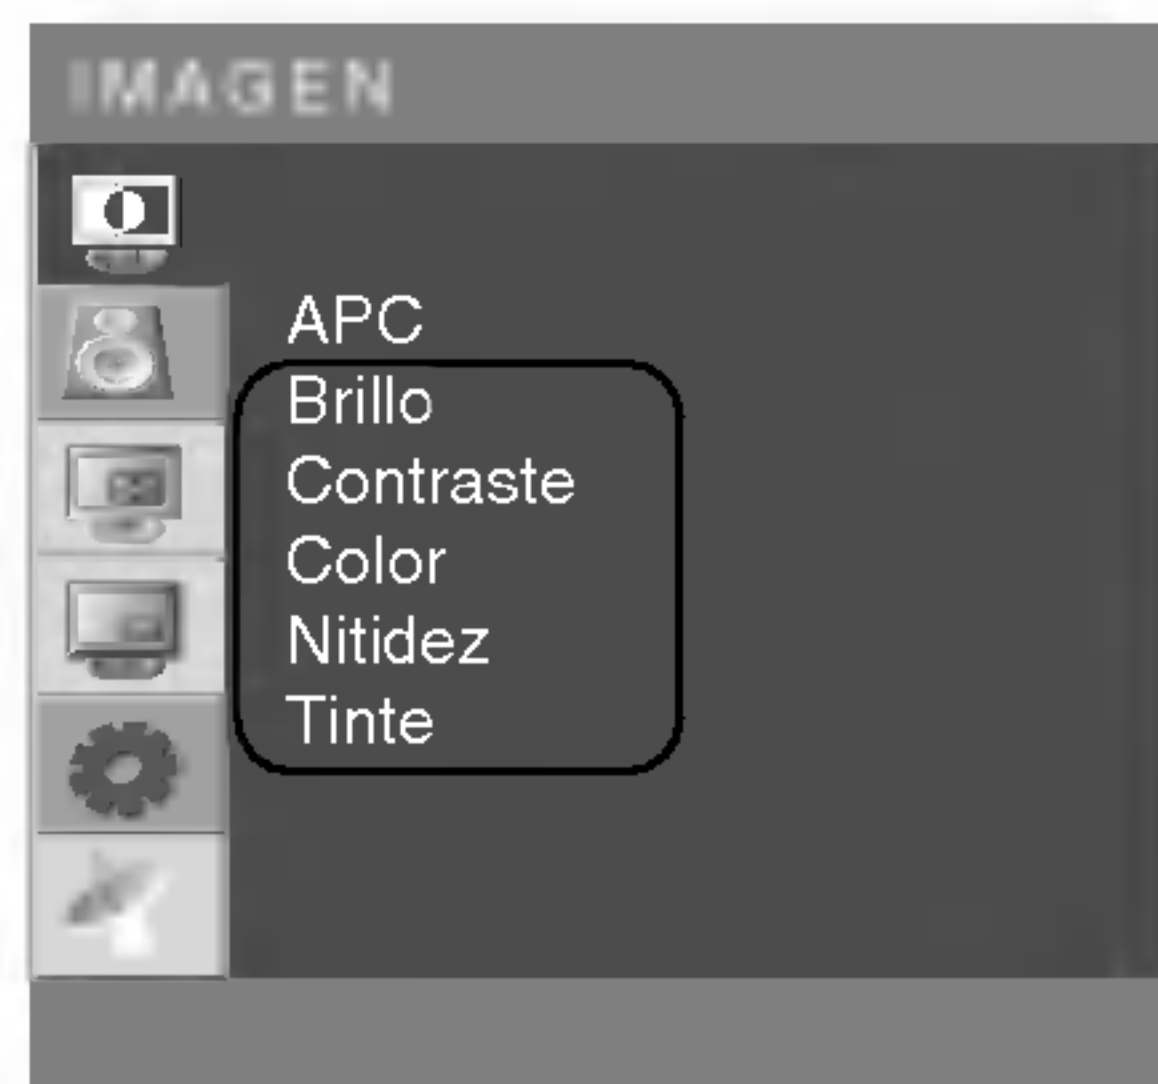 IMAGEN
APC
Brillo
Contraste
Color
Nitidez
Tinte